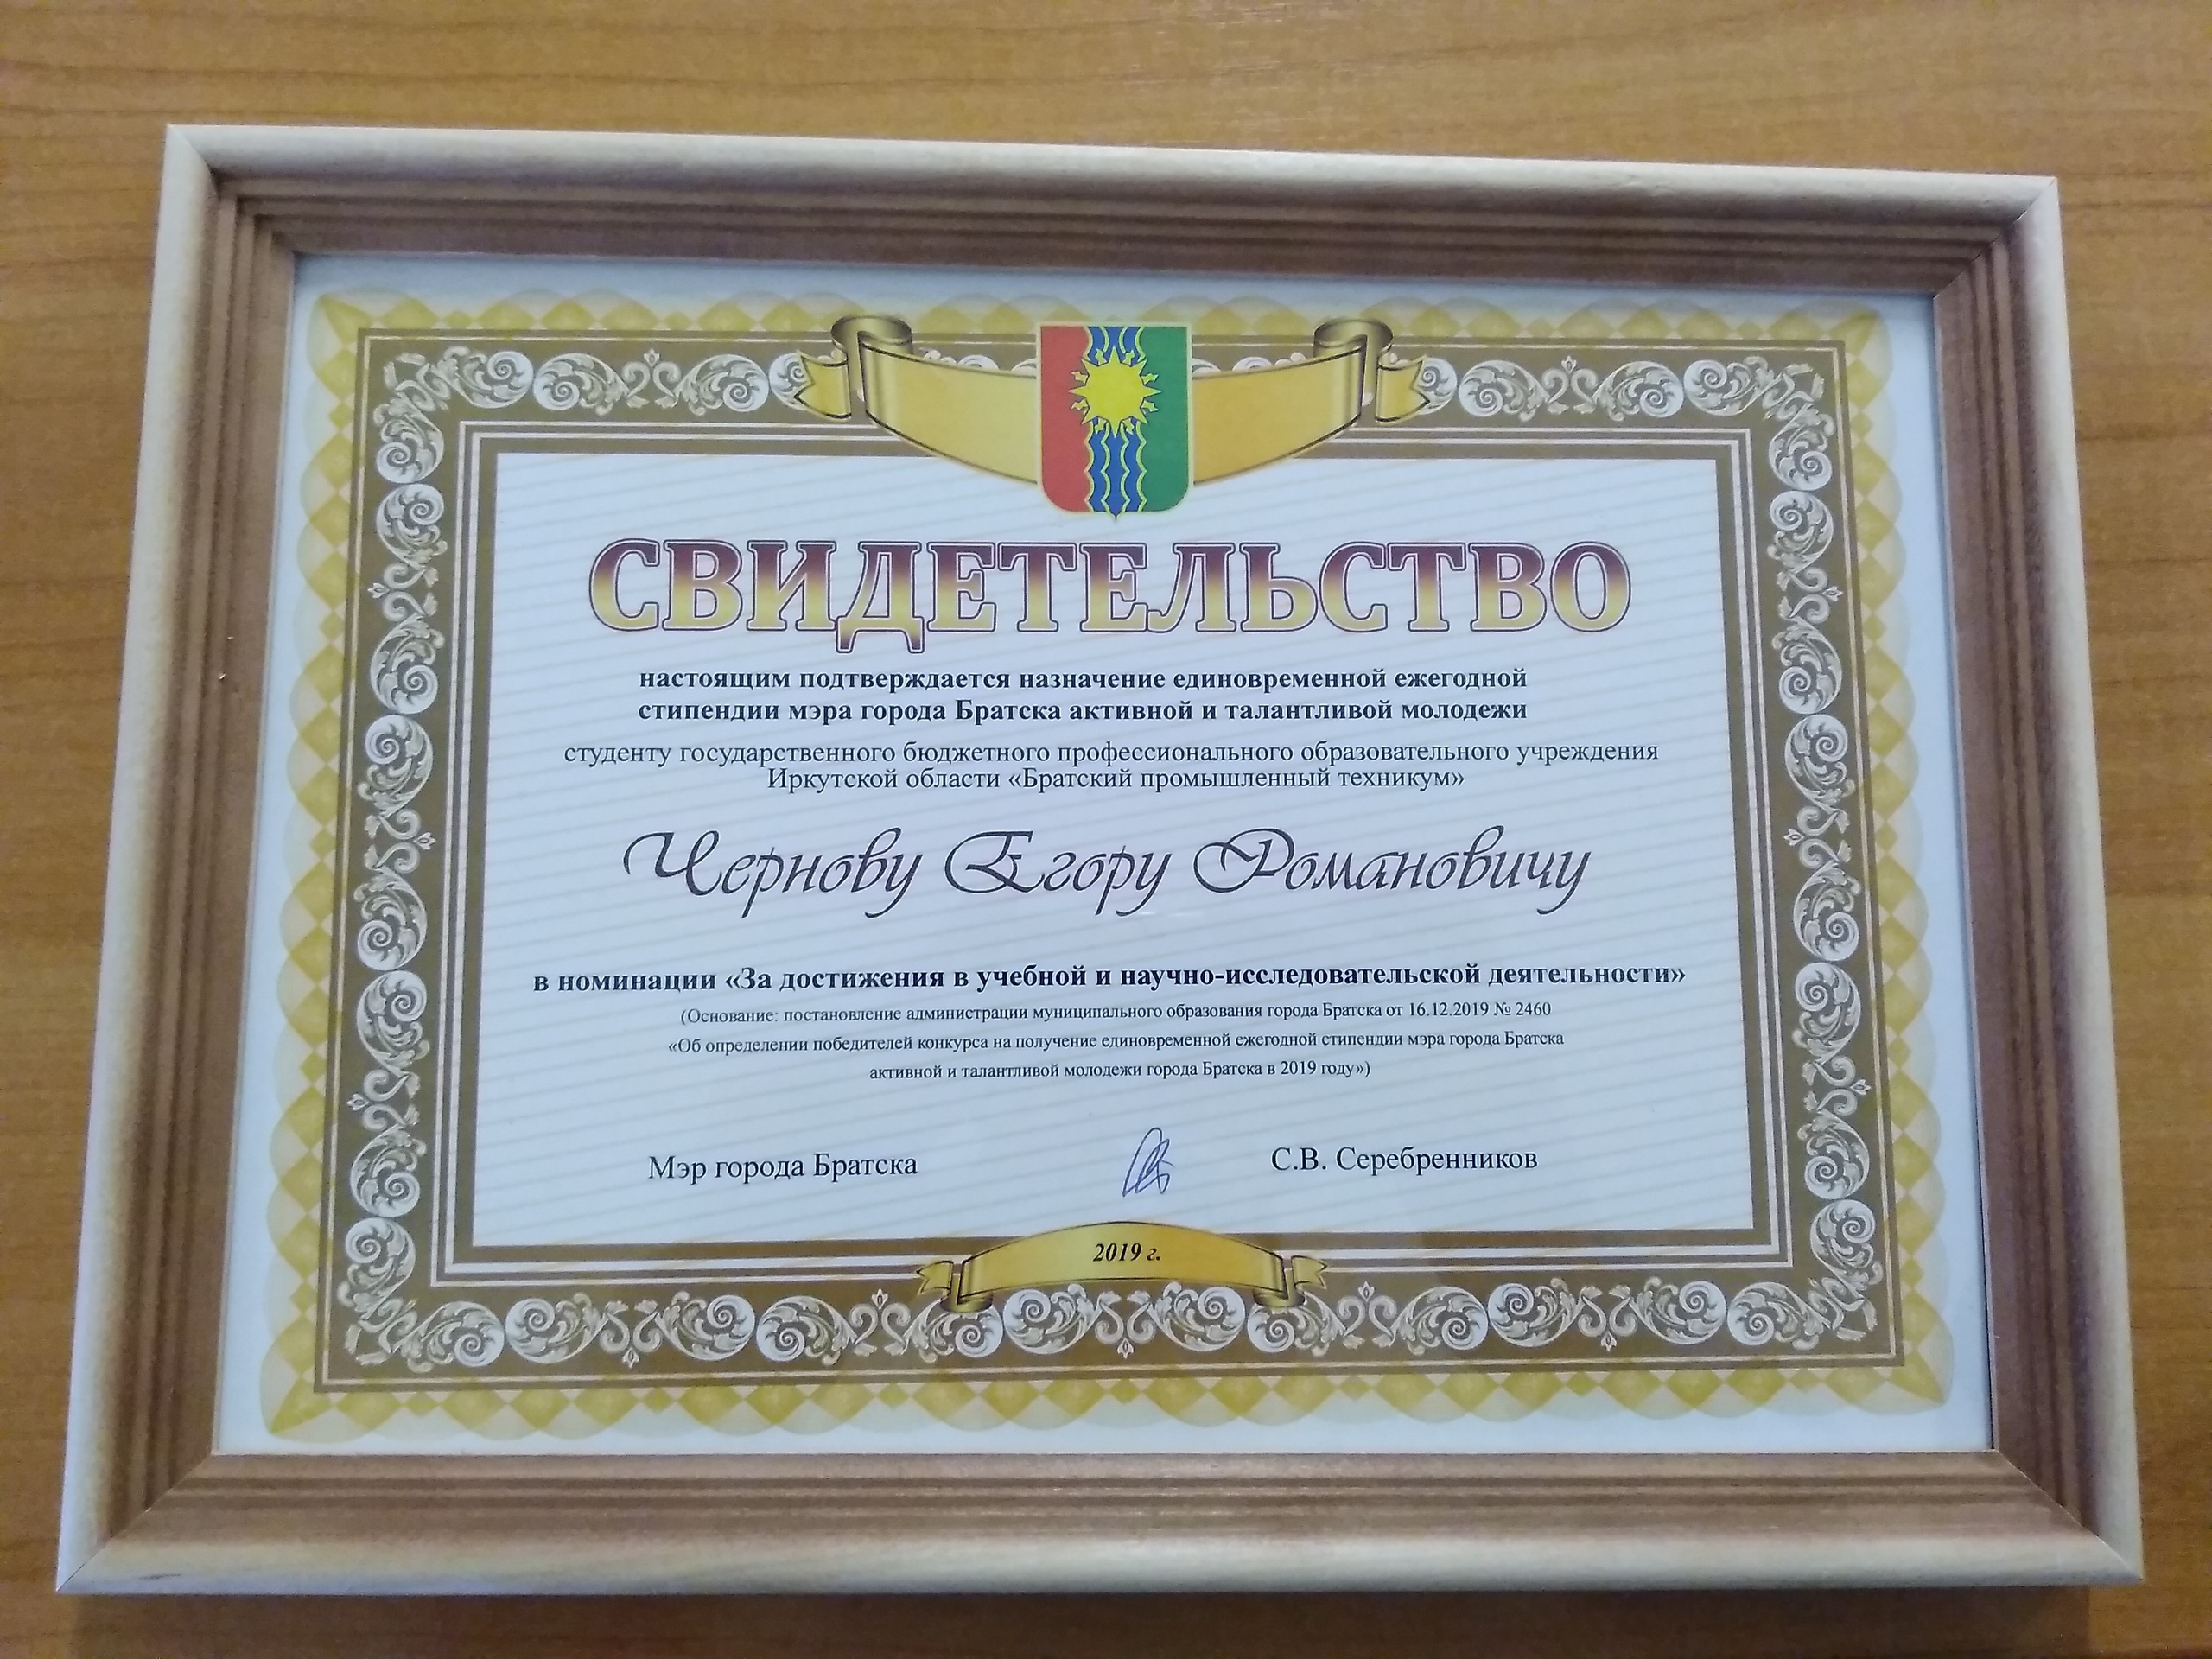 СВИДЕТЕЛЬСТВО
настоящим подтверждается назначение единовременной ежегодной
стипендии мэра города Братска активной и талантливой молодежи
студенту государственного бюджетного профессионального образовательного учреждения
Иркутской области «Братский промышленный техникум»
Чернову Егору Романовичу
в номинации «За достижения в учебной и научно-исследовательской деятельности»
(Основание: постановление администрации муниципального образования города Братска от 16.12.2019 № 2460
«Об определении победителей конкурса на получение единовременной ежегодной стипендии мэра города Братска
активной и талантливой молодежи города Братска в 2019 году»)
Мэр города Братска С.В. Серебренников
2019 г.